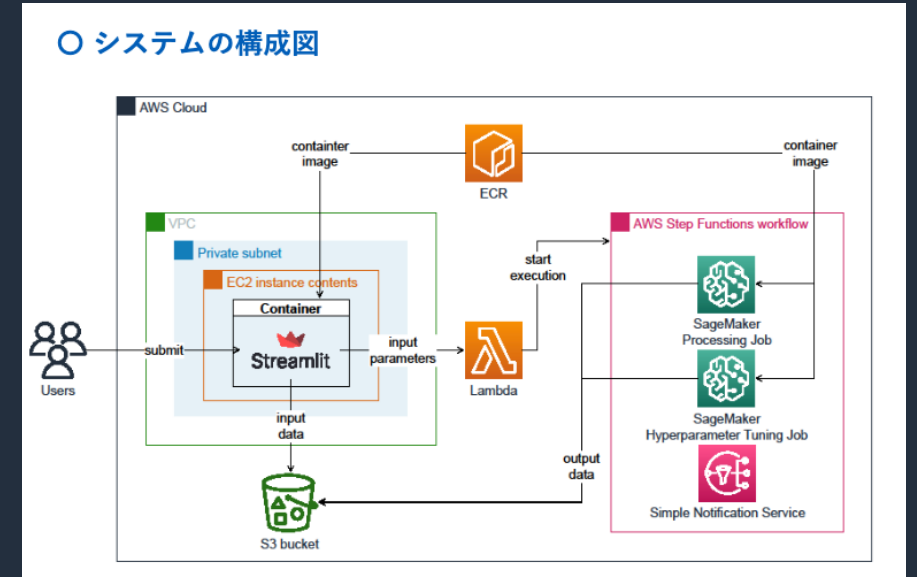 〇 システムの構成図
AWS Cloud
containter
image
ECR
container
image
VPC
Private subnet
EC2 instance contents
Container
Streamlit
Users
submit
input
parameters
Lambda
start
execution
AWS Step Functions workflow
SageMaker
Processing Job
SageMaker
Hyperparameter Tuning Job
Simple Notification Service
input
data
output
data
S3 bucket